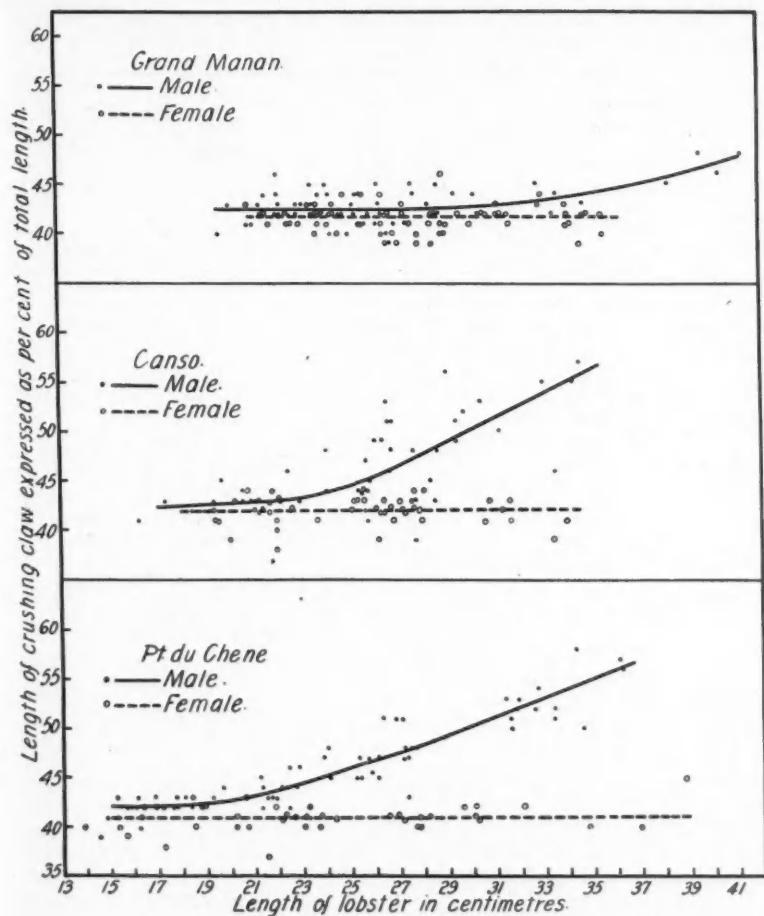 Length of crushing claw expressed as per cent of total length.
60
55
50
45
40
Grand Manan.
Male
Female
60
55
50
45
40
Canso.
Male.
Female
60
55
50
45
40
35
Pt du Chene
Male.
Female.
13 15 17 19 21 23 25 27 29 31 33 35 37 39 41
Length of lobster in centimetres.